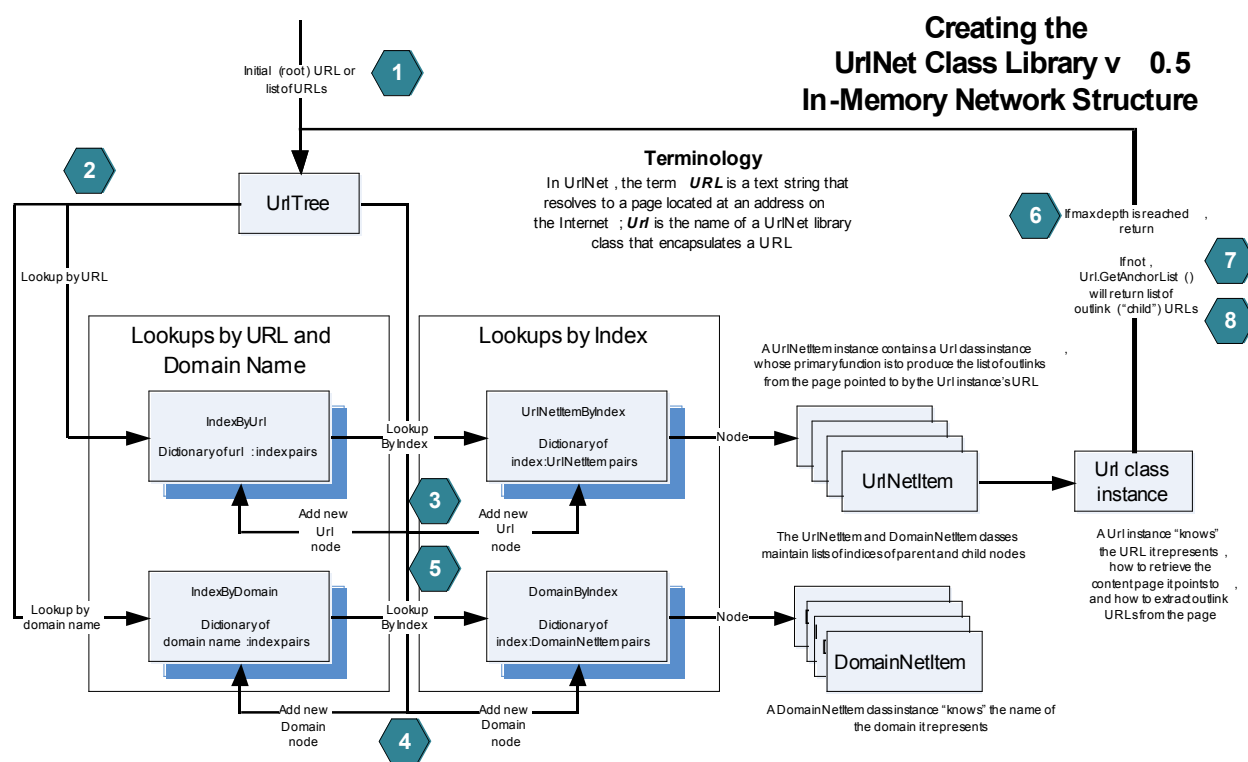 Creating the
UrlNet Class Library v 0.5
In-Memory Network Structure
Initial (root) URL or
list of URLs
1
2
UrlTree
Terminology
In UrlNet , the term URL is a text string that
resolves to a page located at an address on
the Internet ; Url is the name of a UrlNet library
class that encapsulates a URL
6
If max depth is reached ,
return
7
If not ,
Url.GetAnchorList ()
will return list of
outlink (“child”) URLs
8
Lookup by URL
Lookups by URL and
Domain Name
Lookups by Index
A UrlNetItem instance contains a Url class instance ,
whose primary function is to produce the list of outlinks
from the page pointed to by the Url instance’s URL
IndexByUrl
Dictionary of url :index pairs
Lookup
By Index
UrlNetItemByIndex
Dictionary of
index:UrlNetItem pairs
Node
UrlNetItem
Url class
instance
3
Add new
Url
node
Add new
Url
node
The UrlNetItem and DomainNetItem classes
maintain lists of indices of parent and child nodes
A Url instance “knows”
the URL it represents ,
how to retrieve the
content page it points to ,
and how to extract outlink
URLs from the page
5
Lookup by
domain name
IndexByDomain
Dictionary of
domain name :index pairs
Lookup
By Index
DomainByIndex
Dictionary of
index:DomainNetItem pairs
Node
DomainNetItem
Add new
Domain
node
4
Add new
Domain
node
A DomainNetItem class instance “knows” the name of
the domain it represents